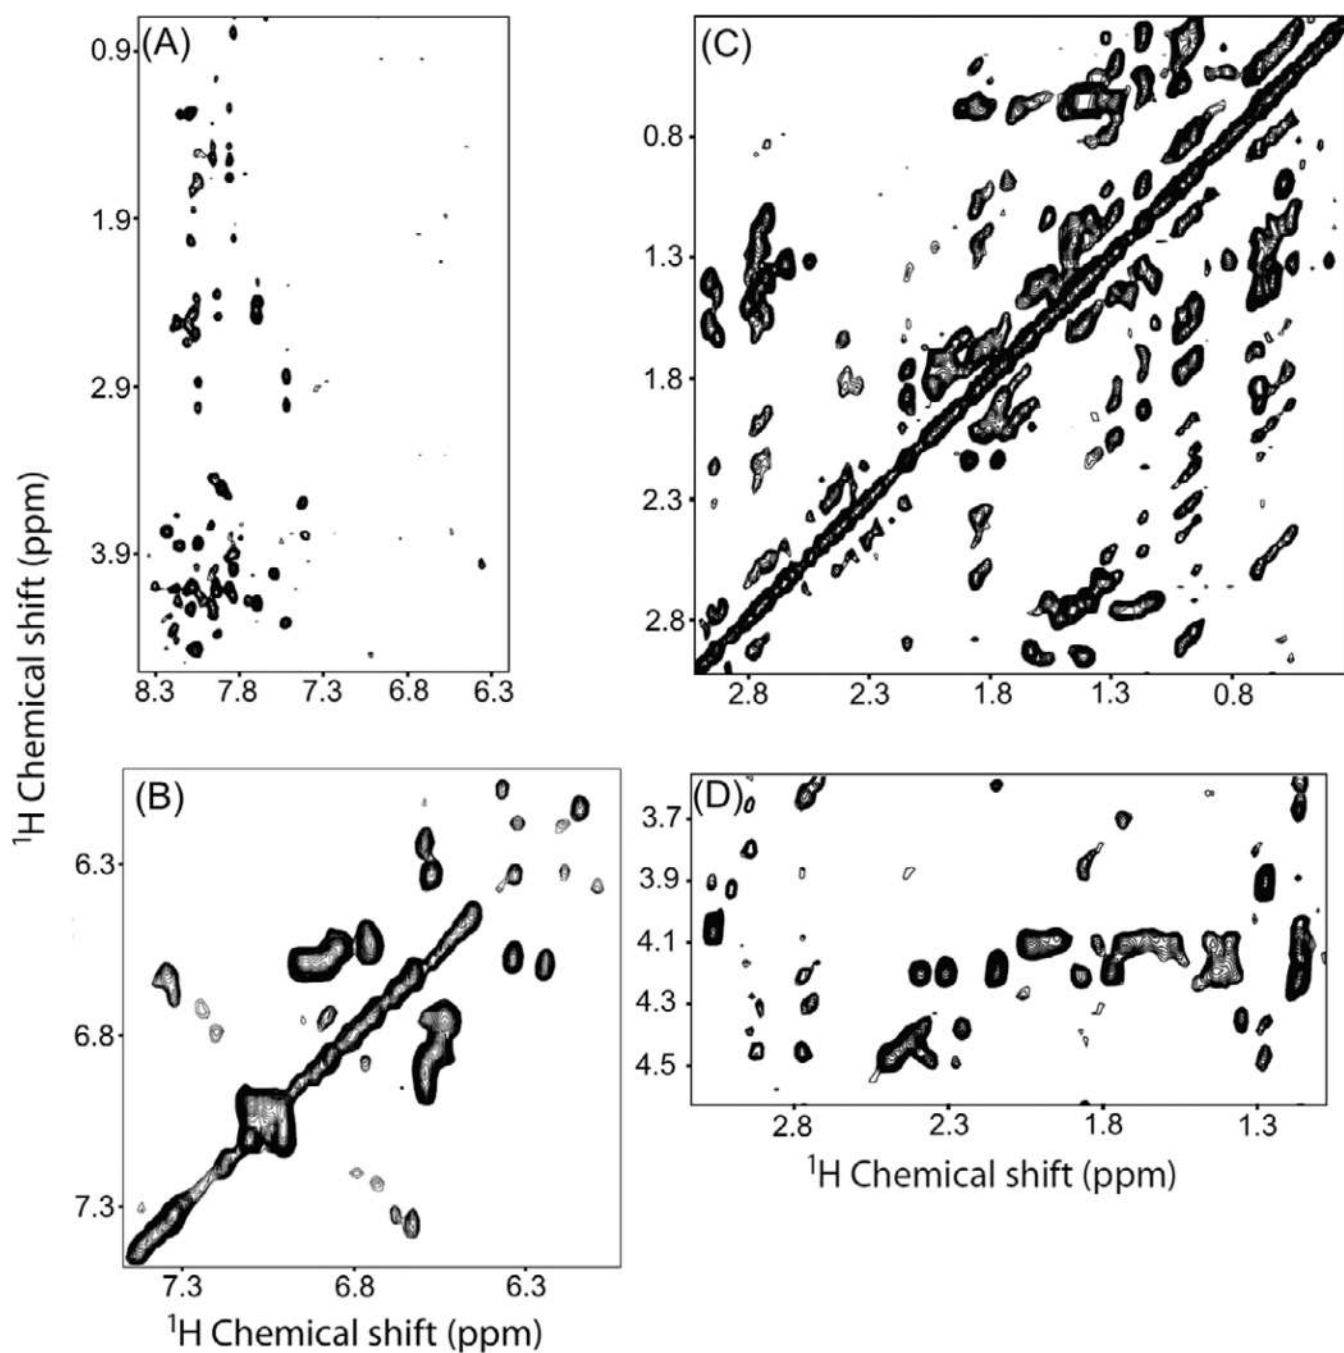 (A)
0.9
1.9
2.9
3.9
8.3 7.8 7.3 6.8 6.3
(C)
0.8
1.3
1.8
2.3
2.8
2.8 2.3 1.8 1.3 0.8
¹H Chemical shift (ppm)
(B)
6.3
6.8
7.3
7.3 6.8 6.3
¹H Chemical shift (ppm)
(D)
3.7
3.9
4.1
4.3
4.5
2.8 2.3 1.8 1.3
¹H Chemical shift (ppm)